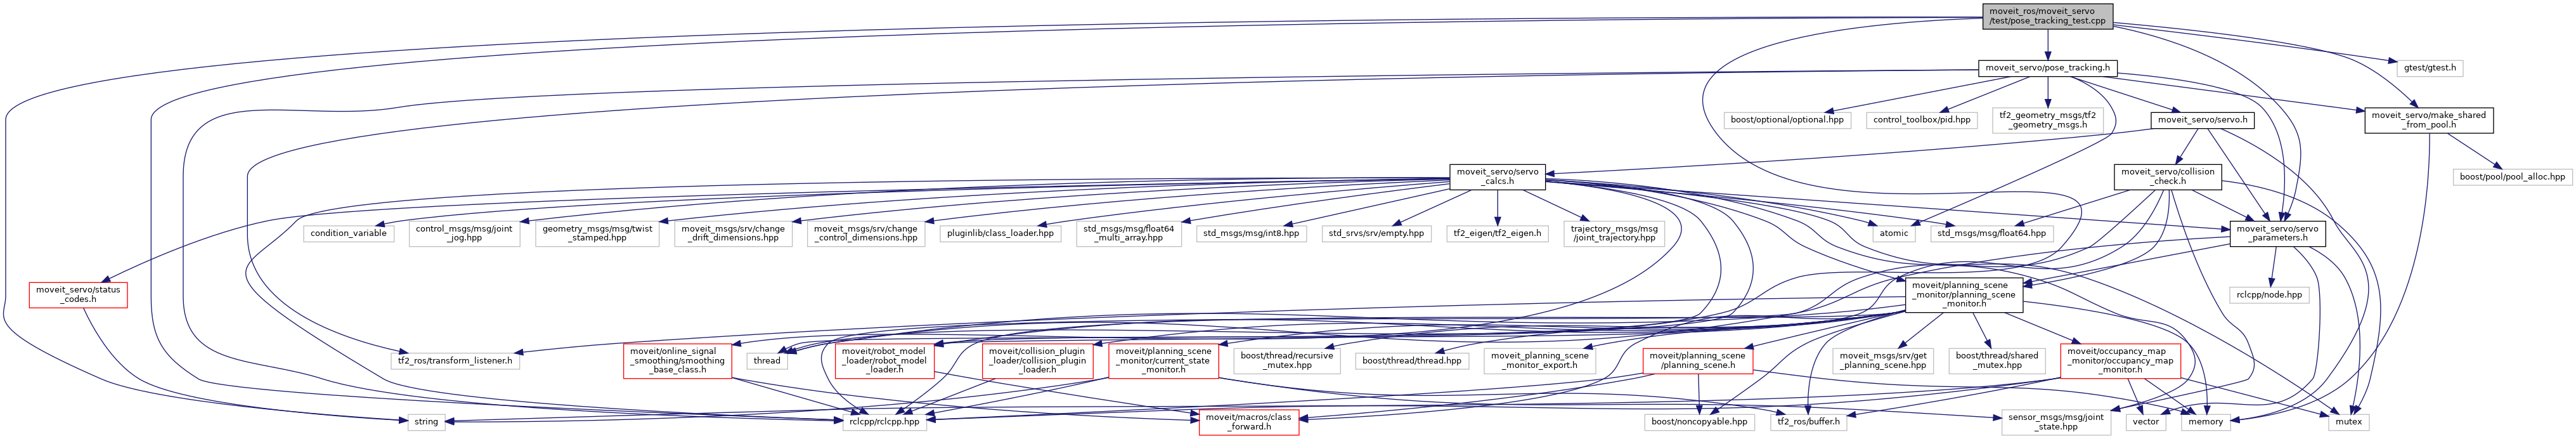 moveit_ros/moveit_servo
/test/pose_tracking_test.cpp
moveit_servo/pose_tracking.h
gtest/gtest.h
boost/optional/optional.hpp
control_toolbox/pid.hpp
tf2_geometry_msgs/tf2
_geometry_msgs.h
moveit_servo/servo.h
moveit_servo/make_shared
_from_pool.h
moveit_servo/servo
_calcs.h
moveit_servo/collision
_check.h
boost/pool/pool_alloc.hpp
condition_variable
control_msgs/msg/joint
_jog.hpp
geometry_msgs/msg/twist
_stamped.hpp
moveit_msgs/srv/change
_drift_dimensions.hpp
moveit_msgs/srv/change
_control_dimensions.hpp
pluginlib/class_loader.hpp
std_msgs/msg/float64
_multi_array.hpp
std_msgs/msg/int8.hpp
std_srvs/srv/empty.hpp
tf2_eigen/tf2_eigen.h
trajectory_msgs/msg
/joint_trajectory.hpp
atomic
std_msgs/msg/float64.hpp
moveit_servo/servo
_parameters.h
moveit_servo/status
_codes.h
moveit/planning_scene
_monitor/planning_scene
_monitor.h
rclcpp/node.hpp
tf2_ros/transform_listener.h
moveit/online_signal
_smoothing/smoothing
_base_class.h
thread
moveit/robot_model
_loader/robot_model
_loader.h
moveit/collision_plugin
_loader/collision_plugin
_loader.h
moveit/planning_scene
_monitor/current_state
_monitor.h
boost/thread/recursive
_mutex.hpp
boost/thread/thread.hpp
moveit_planning_scene
_monitor_export.h
moveit/planning_scene
/planning_scene.h
moveit_msgs/srv/get
_planning_scene.hpp
boost/thread/shared
_mutex.hpp
moveit/occupancy_map
_monitor/occupancy_map
_monitor.h
string
rclcpp/rclcpp.hpp
moveit/macros/class
_forward.h
boost/noncopyable.hpp
tf2_ros/buffer.h
sensor_msgs/msg/joint
_state.hpp
vector
memory
mutex